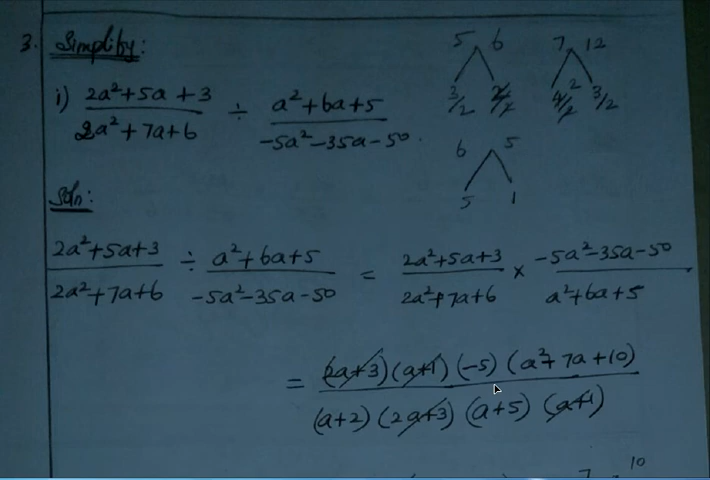 3. Simplify:
5 6 7 12
i) 2a²+5a+3 / 2a²+7a+6 ÷ a²+6a+5 / -5a²-35a-50.
3/2 2/2 4/2 2 3/2
6 5
5 1
Soln:
2a²+5a+3 / 2a²+7a+6 ÷ a²+6a+5 / -5a²-35a-50 = 2a²+5a+3 / 2a²+7a+6 × -5a²-35a-50 / a²+6a+5
= (2a+3)(a+1)(-5)(a²+7a+10) / (a+2)(2a+3)(a+5)(a+1)
7 10